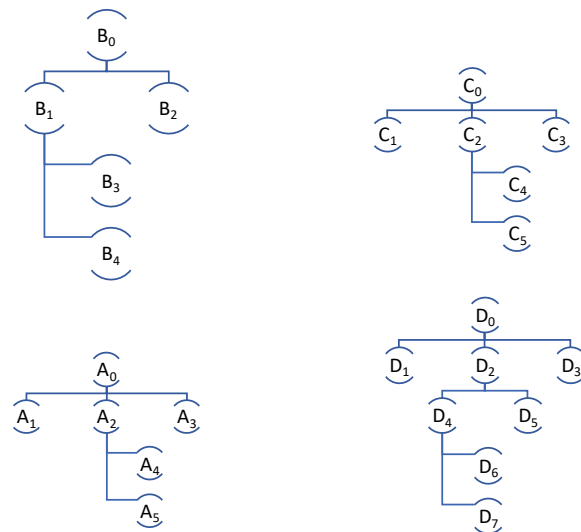 B₀
B₁ B₂
B₃
B₄
C₀
C₁ C₂ C₃
C₄
C₅
A₀
A₁ A₂ A₃
A₄
A₅
D₀
D₁ D₂ D₃
D₄ D₅
D₆
D₇